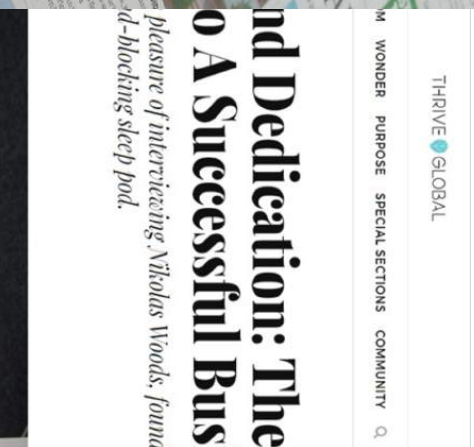 THRIVE GLOBAL
M WONDER PURPOSE SPECIAL SECTIONS COMMUNITY
nd Dedication: The
o A Successful Bus
pleasure of interviewing Nikolas Woods, found
d-blocking sleep pod.